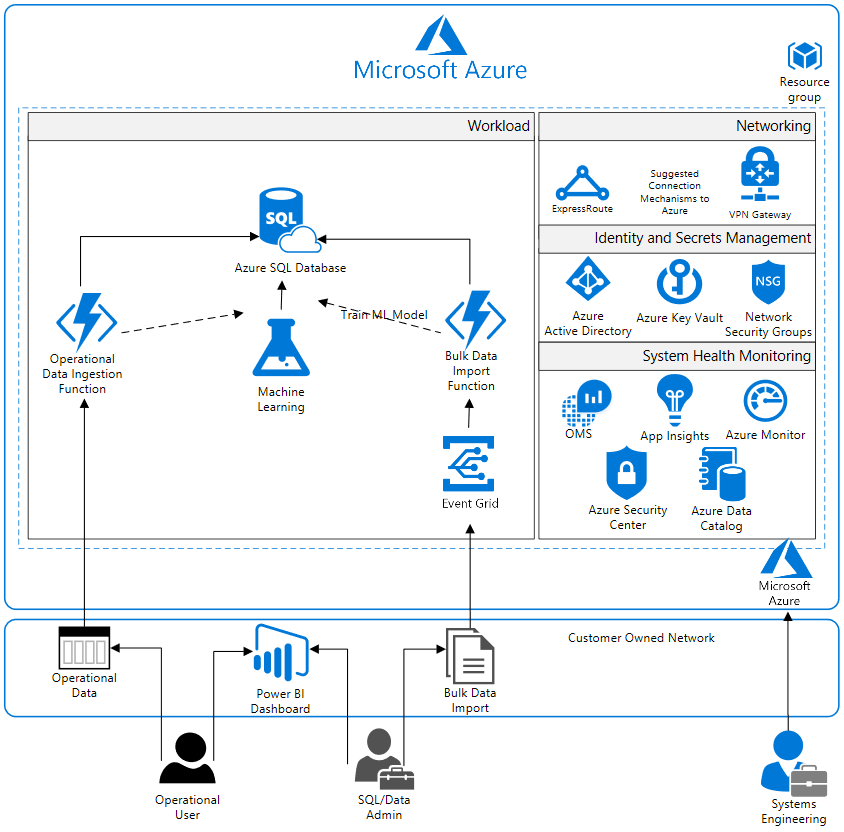 Microsoft Azure
Resource
group
Workload
Networking
SQL
Azure SQL Database
ExpressRoute
Suggested
Connection
Mechanisms to
Azure
VPN Gateway
Identity and Secrets Management
NSG
Azure
Active Directory
Azure Key Vault
Network
Security Groups
Train ML Model
Operational
Data Ingestion
Function
Machine
Learning
Bulk Data
Import
Function
System Health Monitoring
OMS
App Insights
Azure Monitor
Event Grid
Azure Security
Center
Azure Data
Catalog
Microsoft
Azure
Customer Owned Network
Operational
Data
Power BI
Dashboard
Bulk Data
Import
Operational
User
SQL/Data
Admin
Systems
Engineering